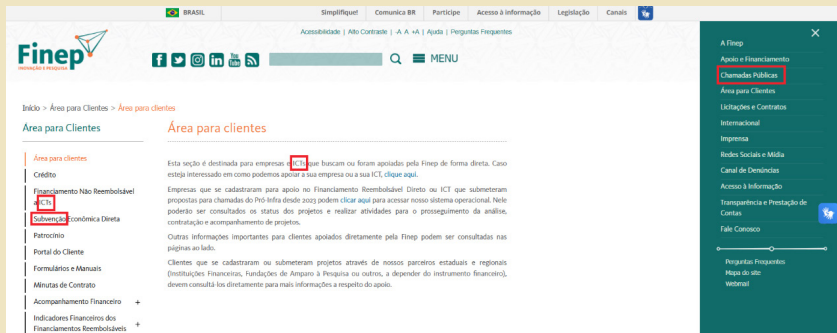 BRASIL
Simplifique! Comunica BR Participe Acesso à informação Legislação Canais
Acessibilidade | Alto Contraste | -A A +A | Ajuda | Perguntas Frequentes
Finep
INOVAÇÃO E PESQUISA
You Tube
MENU
Início > Área para Clientes > Área para clientes
Área para Clientes
Área para clientes
Crédito
Financiamento Não Reembolsável
a ICTs
Subvenção Econômica Direta
Patrocínio
Portal do Cliente
Formulários e Manuais
Minutas de Contrato
Acompanhamento Financeiro +
Indicadores Financeiros dos
Financiamentos Reembolsáveis +
Área para clientes
Esta seção é destinada para empresas e ICTs que buscam ou foram apoiadas pela Finep de forma direta. Caso
esteja interessado em como podemos apoiar a sua empresa ou a sua ICT, clique aqui.
Empresas que se cadastraram para apoio no Financiamento Reembolsável Direto ou ICT que submeteram
propostas para chamadas do Pró-Infra desde 2023 podem clicar aqui para acessar nosso sistema operacional. Nele
poderão ser consultados os status dos projetos e realizar atividades para o prosseguimento da análise,
contratação e acompanhamento de projetos.
Outras informações importantes para clientes apoiados diretamente pela Finep podem ser consultadas nas
páginas ao lado.
Clientes que se cadastraram ou submeteram projetos através de nossos parceiros estaduais e regionais
(Instituições Financeiras, Fundações de Amparo à Pesquisa ou outros, a depender do instrumento financeiro),
devem consultá-los diretamente para mais informações a respeito do apoio.
A Finep
Apoio e Financiamento
Chamadas Públicas
Área para Clientes
Licitações e Contratos
Internacional
Imprensa
Redes Sociais e Mídia
Canal de Denúncias
Acesso à Informação
Transparência e Prestação de
Contas
Fale Conosco
Perguntas Frequentes
Mapa do site
Webmail